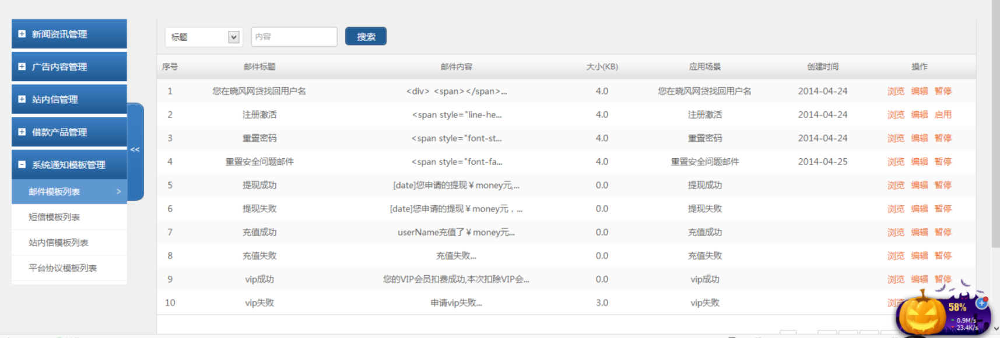 新闻资讯管理
广告内容管理
站内信管理
借款产品管理
系统通知模板管理
邮件模板列表 >
短信模板列表
站内信模板列表
平台协议模板列表
<<
标题 内容 搜索
序号 邮件标题 邮件内容 大小(KB) 应用场景 创建时间 操作
1 您在晓风网贷找回用户名 <div> <span></span>... 4.0 您在晓风网贷找回用户名 2014-04-24 浏览 编辑 暂停
2 注册激活 <span style="line-he... 4.0 注册激活 2014-04-24 浏览 编辑 启用
3 重置密码 <span style="font-st... 4.0 重置密码 2014-04-24 浏览 编辑 暂停
4 重置安全问题邮件 <span style="font-fa... 4.0 重置安全问题邮件 2014-04-25 浏览 编辑 暂停
5 提现成功 [date]您申请的提现￥money元,... 0.0 提现成功 浏览 编辑 暂停
6 提现失败 [date]您申请的提现￥money元，... 0.0 提现失败 浏览 编辑 暂停
7 充值成功 userName充值了￥money元... 0.0 充值成功 浏览 编辑 暂停
8 充值失败 充值失败... 0.0 充值失败 浏览 编辑 暂停
9 vip成功 您的VIP会员扣费成功,本次扣除VIP会... 0.0 vip成功 浏览 编辑 暂停
10 vip失败 申请vip失败... 3.0 vip失败 浏览
58%
0.9M/s
23.4K/s